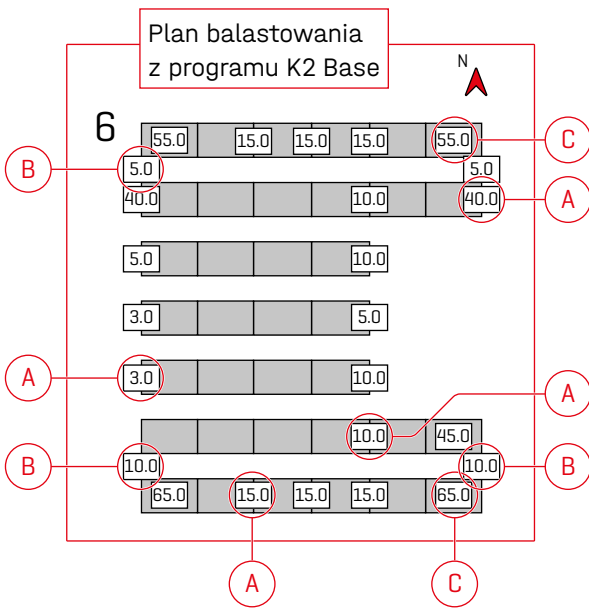 Plan balastowania
z programu K2 Base
N
6
55.0 15.0 15.0 15.0 55.0
C
B
5.0 5.0
40.0 10.0 40.0
A
5.0 10.0
3.0 5.0
A
3.0 10.0
A
10.0 45.0
B
10.0 10.0
B
65.0 15.0 15.0 15.0 65.0
A C